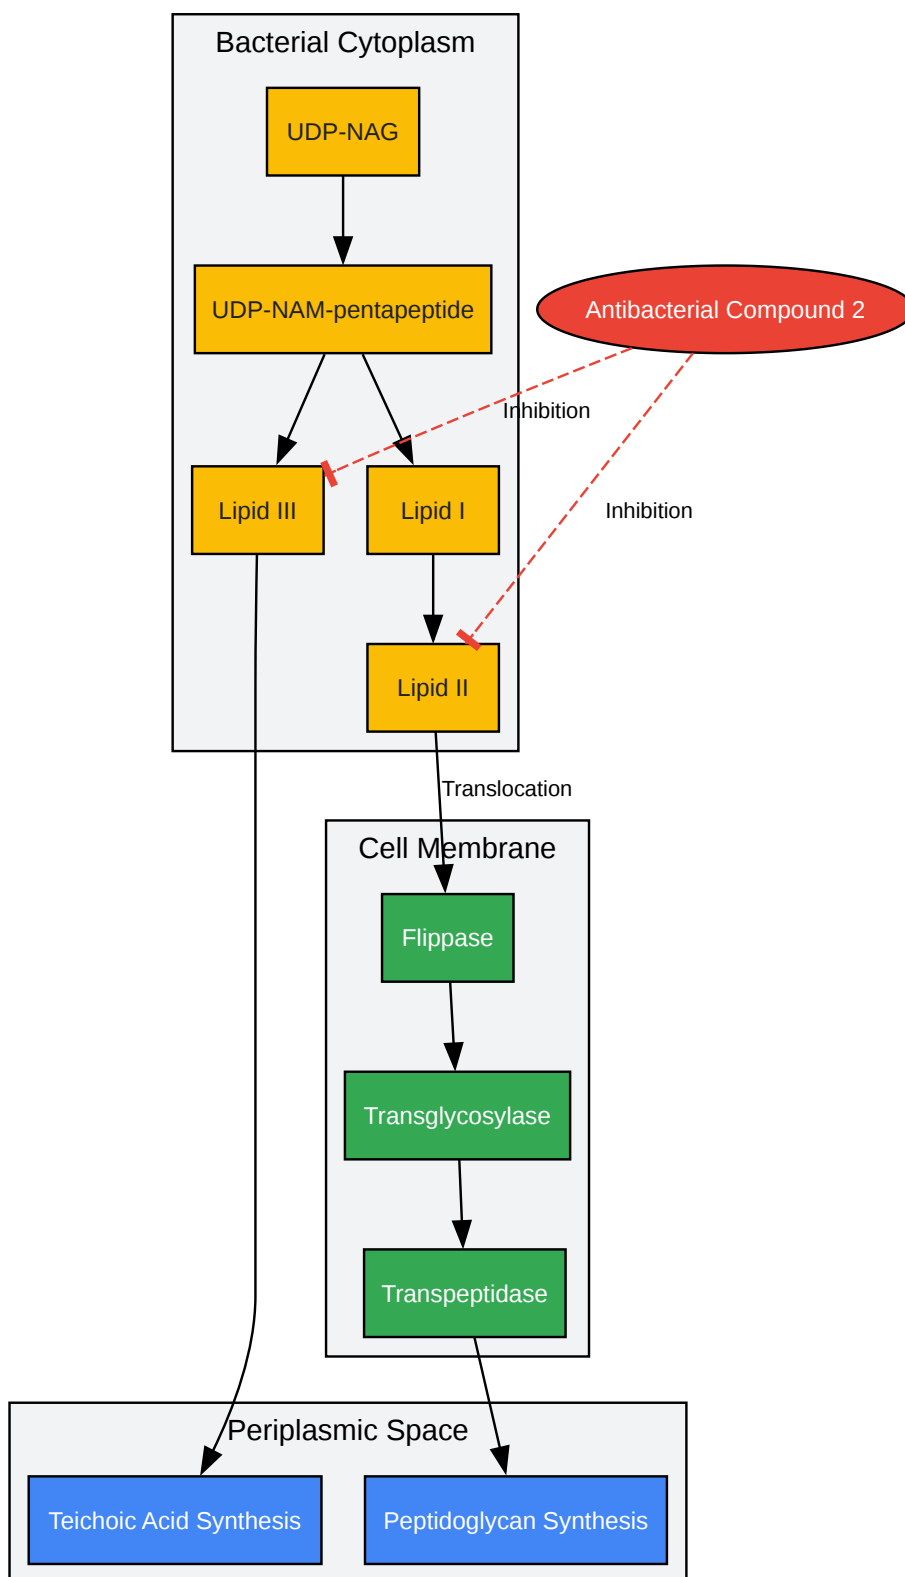 Bacterial Cytoplasm
UDP-NAG
UDP-NAM-pentapeptide
Antibacterial Compound 2
Inhibition
Lipid III
Lipid I
Inhibition
Lipid II
Translocation
Cell Membrane
Flippase
Transglycosylase
Transpeptidase
Periplasmic Space
Teichoic Acid Synthesis
Peptidoglycan Synthesis